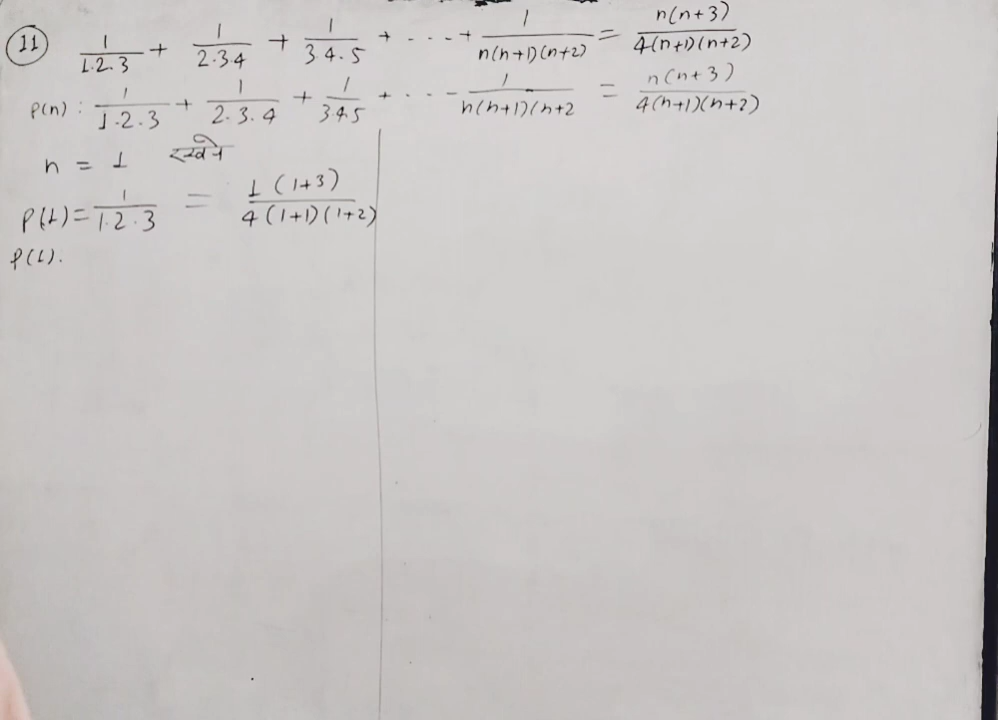 (11) 1/1.2.3 + 1/2.3.4 + 1/3.4.5 + ....+ 1/n(n+1)(n+2) = n(n+3)/4(n+1)(n+2)
P(n) : 1/1.2.3 + 1/2.3.4 + 1/3.4.5 + .... 1/n(n+1)(n+2 = n(n+3)/4(n+1)(n+2)
n = 1 रखने
P(1) = 1/1.2.3 = 1(1+3)/4(1+1)(1+2)
P(1).